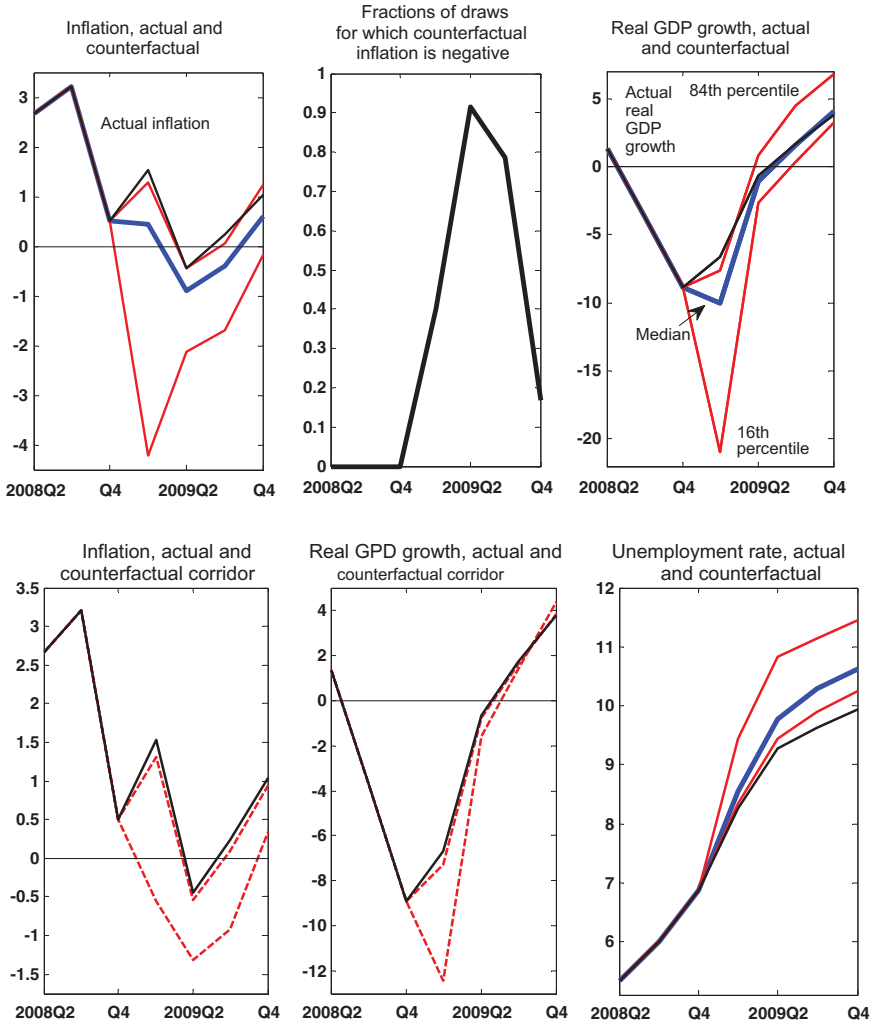 Inflation, actual and
counterfactual
3
2
1
0
-1
-2
-3
-4
Actual inflation
2008Q2 Q4 2009Q2 Q4
Fractions of draws
for which counterfactual
inflation is negative
1
0.9
0.8
0.7
0.6
0.5
0.4
0.3
0.2
0.1
0
2008Q2 Q4 2009Q2 Q4
Real GDP growth, actual
and counterfactual
5
0
-5
-10
-15
-20
Actual
real
GDP
growth
84th percentile
Median
16th
percentile
2008Q2 Q4 2009Q2 Q4
Inflation, actual and
counterfactual corridor
3.5
3
2.5
2
1.5
1
0.5
0
-0.5
-1
-1.5
2008Q2 Q4 2009Q2 Q4
Real GPD growth, actual and
counterfactual corridor
4
2
0
-2
-4
-6
-8
-10
-12
2008Q2 Q4 2009Q2 Q4
Unemployment rate, actual
and counterfactual
12
11
10
9
8
7
6
2008Q2 Q4 2009Q2 Q4